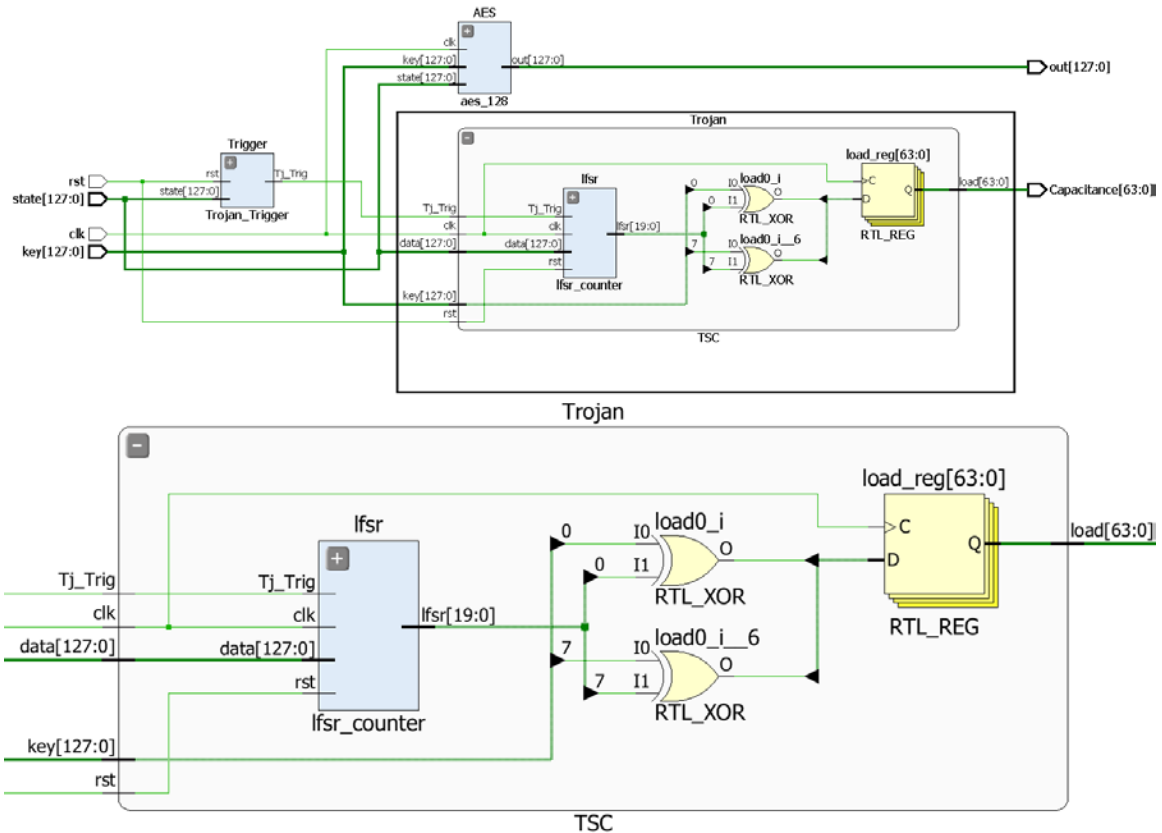 AES
clk
key[127:0]
state[127:0]
out[127:0]
aes_128
out[127:0]
Trojan
Trigger
rst
state[127:0]
Tj_Trig
Trojan_Trigger
rst
state[127:0]
clk
key[127:0]
Tj_Trig
clk
data[127:0]
key[127:0]
rst
lfsr
Tj_Trig
clk
data[127:0]
rst
lfsr[19:0]
lfsr_counter
0
I0
load0_i
O
0
I1
RTL_XOR
7
I0
load0_i__6
O
7
I1
RTL_XOR
load_reg[63:0]
C
D
Q
RTL_REG
load[63:0]
Capacitance[63:0]
TSC
Trojan
Tj_Trig
clk
data[127:0]
key[127:0]
rst
lfsr
Tj_Trig
clk
data[127:0]
rst
lfsr[19:0]
lfsr_counter
0
I0
load0_i
O
0
I1
RTL_XOR
7
I0
load0_i__6
O
7
I1
RTL_XOR
load_reg[63:0]
C
D
Q
RTL_REG
load[63:0]
TSC